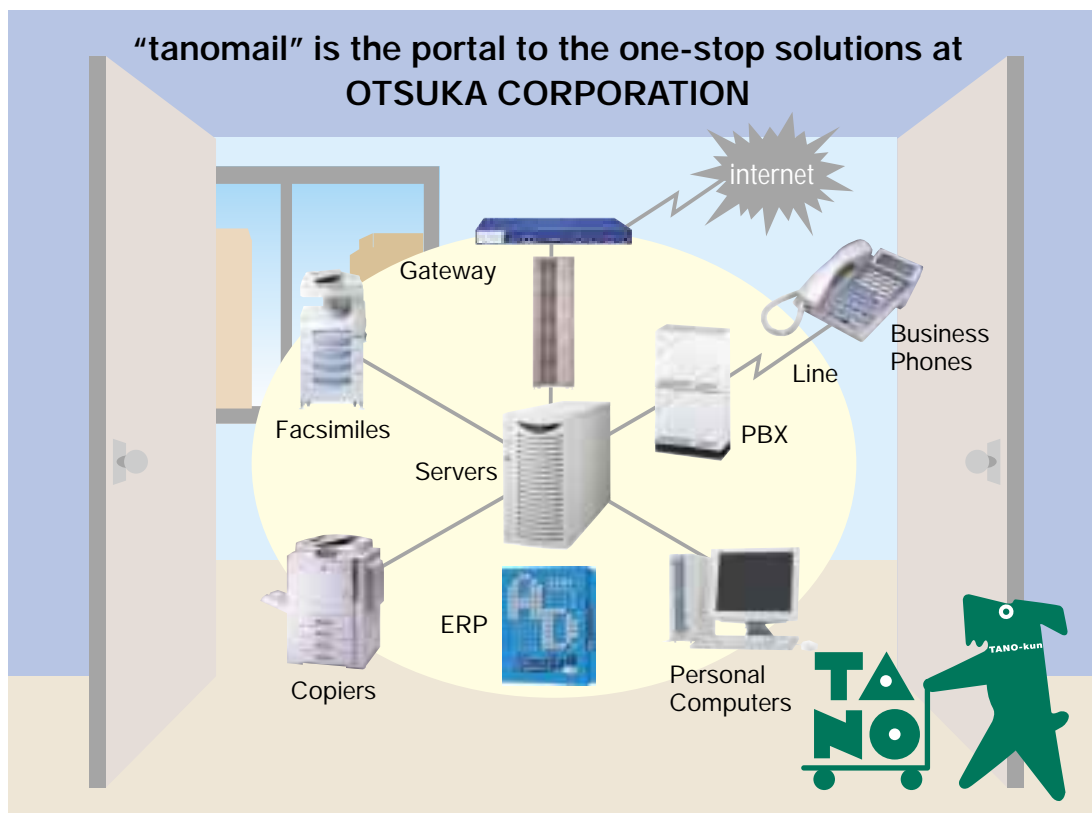 “tanomail” is the portal to the one-stop solutions at
OTSUKA CORPORATION
internet
Gateway
Business
Phones
Line
Facsimiles
PBX
Servers
ERP
Copiers
Personal
Computers
TANO-kun
TA
NO